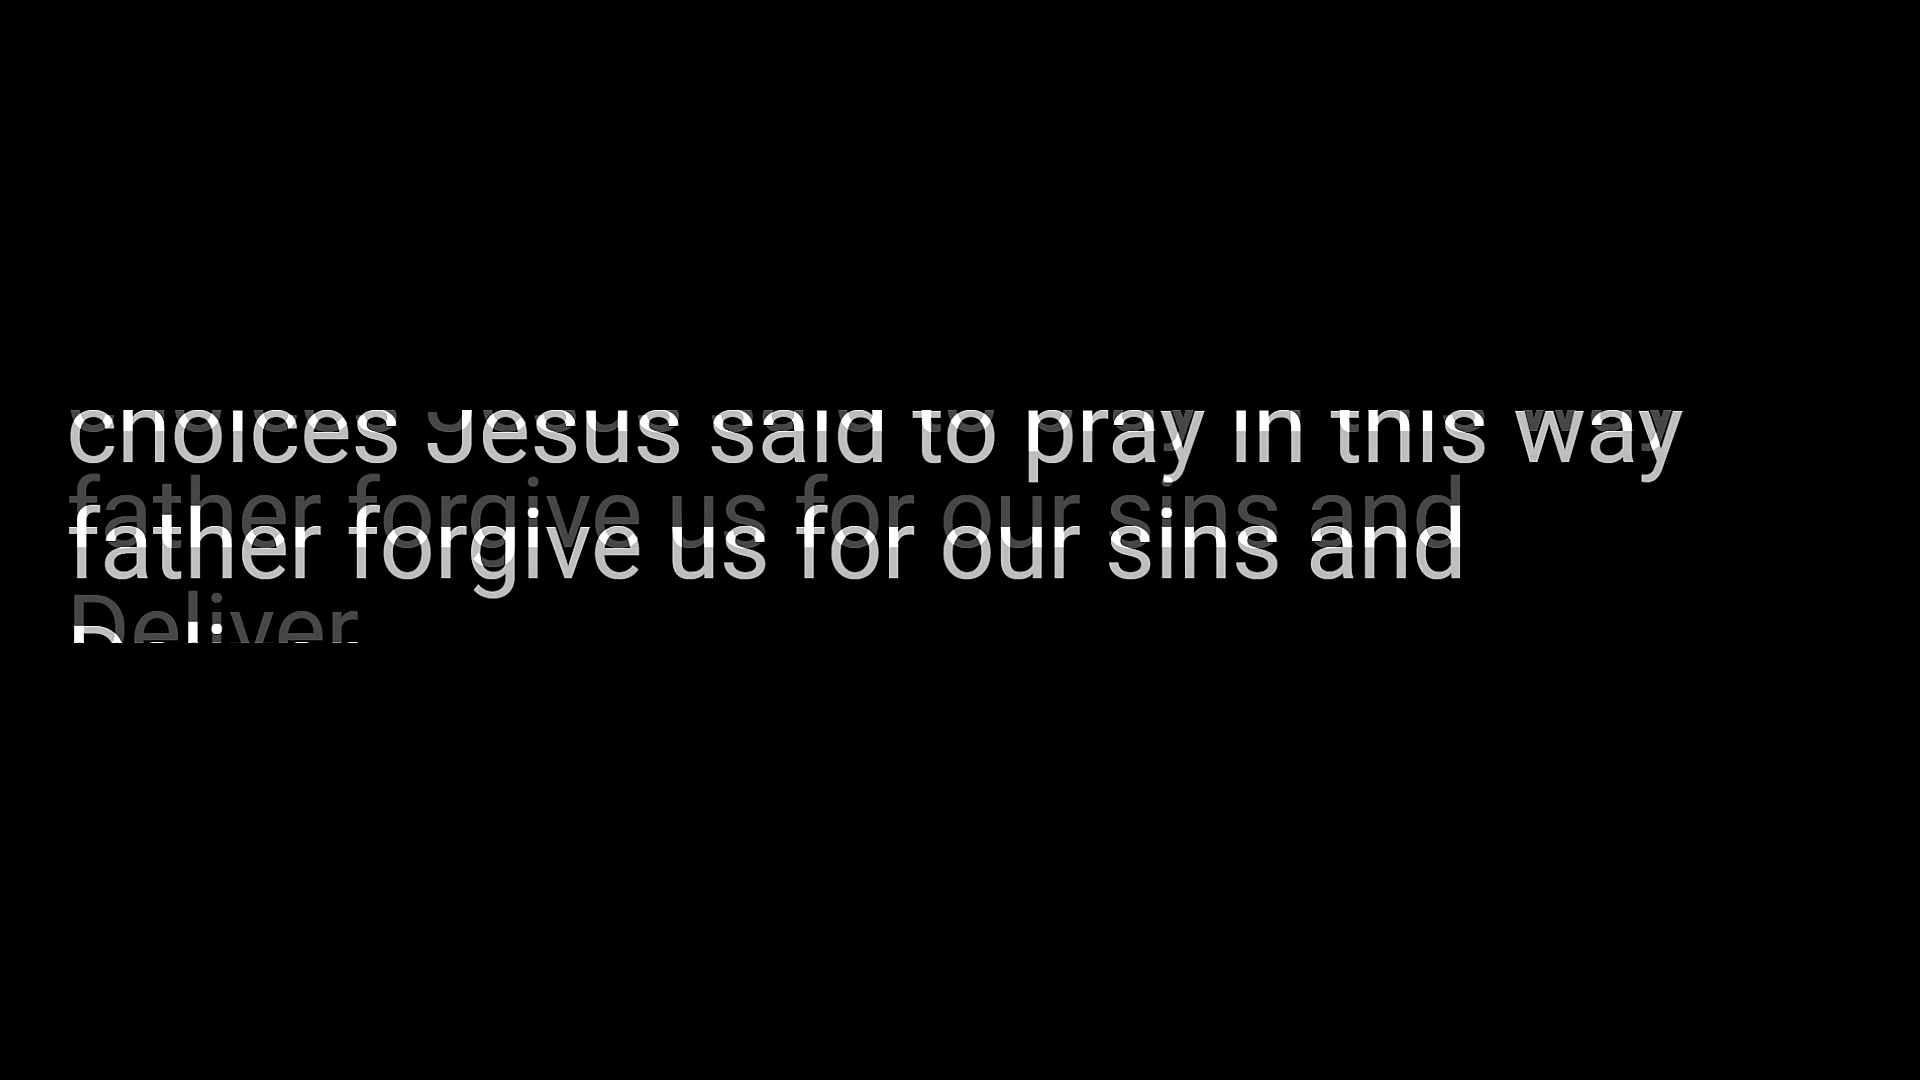 choices Jesus said to pray in this way
father forgive us for our sins and
Deliver